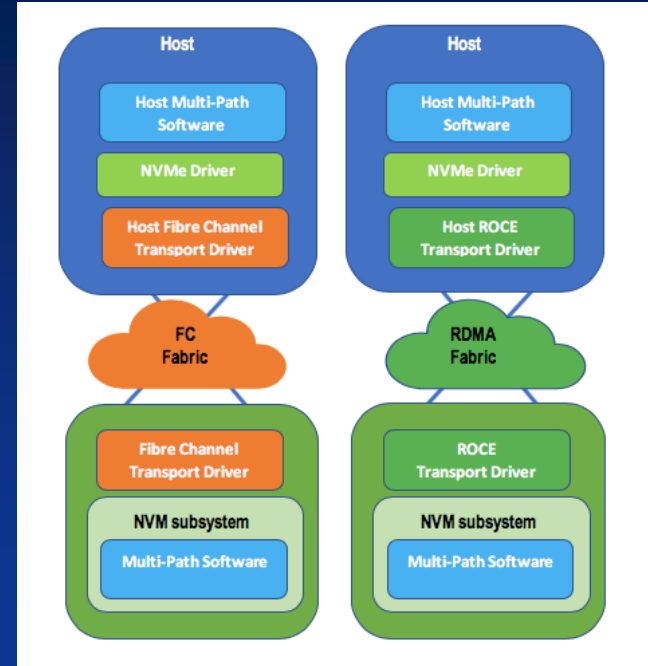 Host
Host Multi-Path
Software
NVMe Driver
Host Fibre Channel
Transport Driver
FC
Fabric
Fibre Channel
Transport Driver
NVM subsystem
Multi-Path Software
Host
Host Multi-Path
Software
NVMe Driver
Host ROCE
Transport Driver
RDMA
Fabric
ROCE
Transport Driver
NVM subsystem
Multi-Path Software